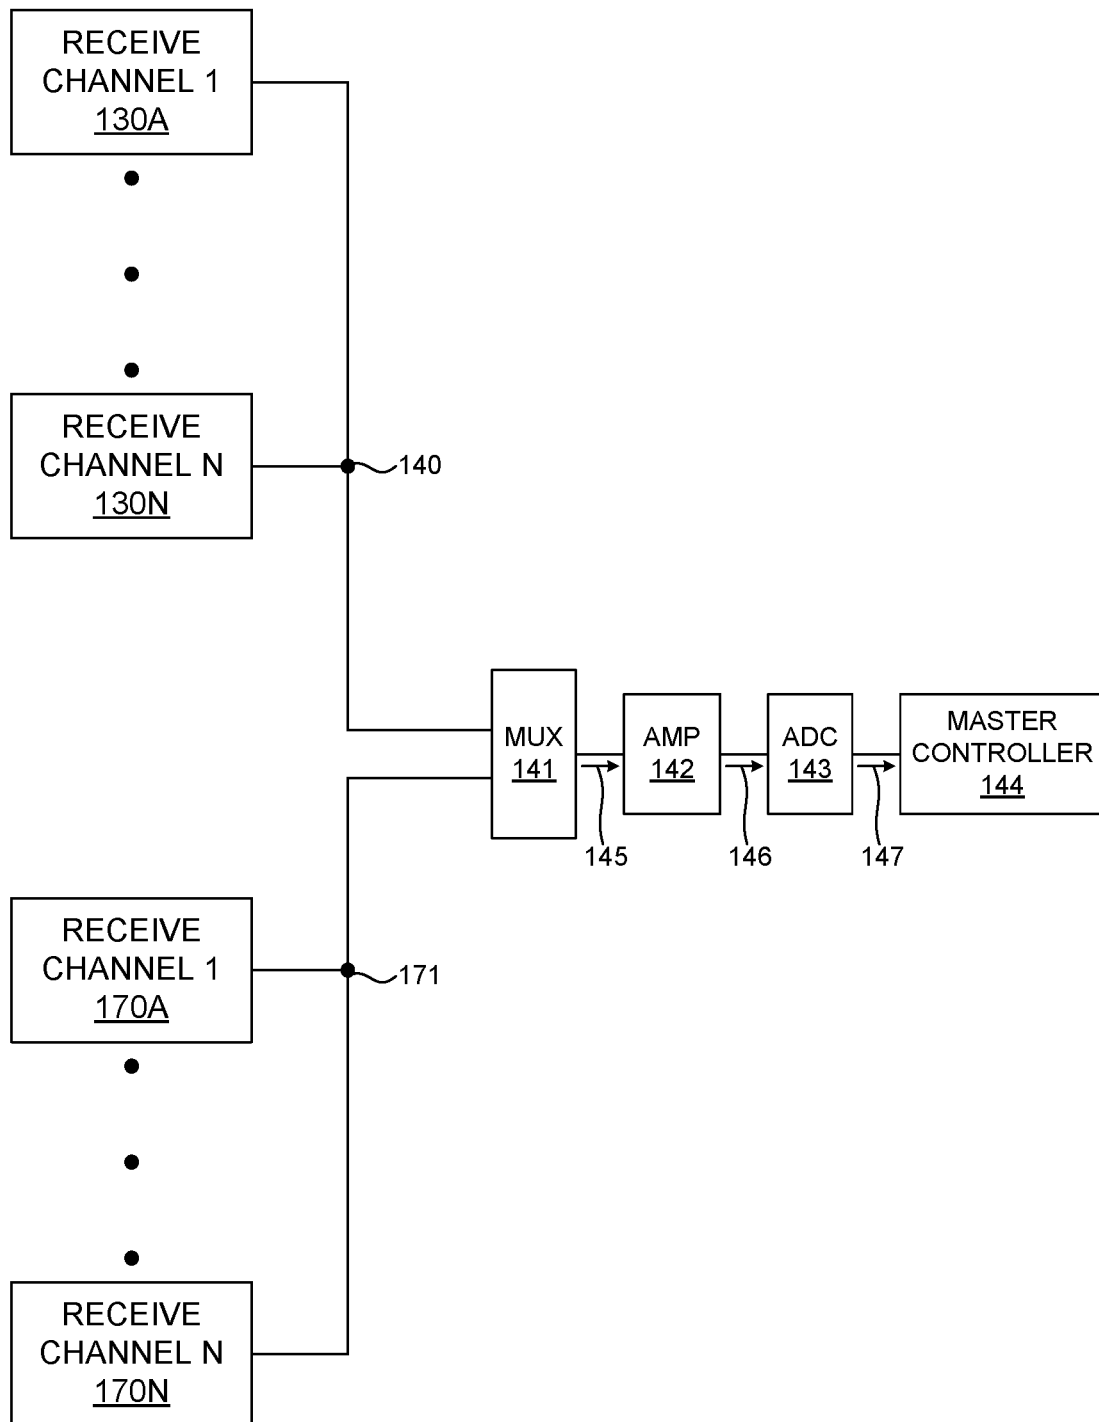 RECEIVE
CHANNEL 1
130A
RECEIVE
CHANNEL N
130N
140
MUX
141
AMP
142
ADC
143
MASTER
CONTROLLER
144
145
146
147
RECEIVE
CHANNEL 1
170A
171
RECEIVE
CHANNEL N
170N